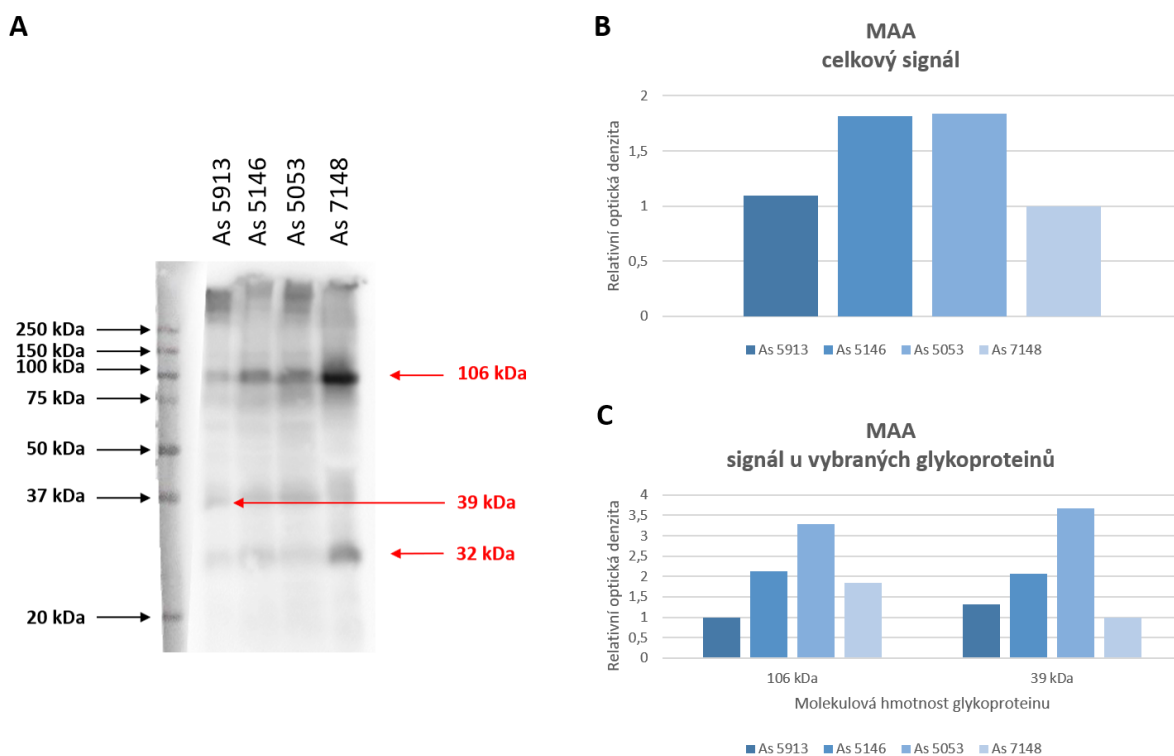 A
As 5913
As 5146
As 5053
As 7148
250 kDa
150 kDa
100 kDa
75 kDa
50 kDa
37 kDa
20 kDa
106 kDa
39 kDa
32 kDa
B
MAA
celkový signál
Relativní optická denzita
2
1,5
1
0,5
0
As 5913 As 5146 As 5053 As 7148
C
MAA
signál u vybraných glykoproteinů
Relativní optická denzita
4
3,5
3
2,5
2
1,5
1
0,5
0
106 kDa 39 kDa
Molekulová hmotnost glykoproteinu
As 5913 As 5146 As 5053 As 7148